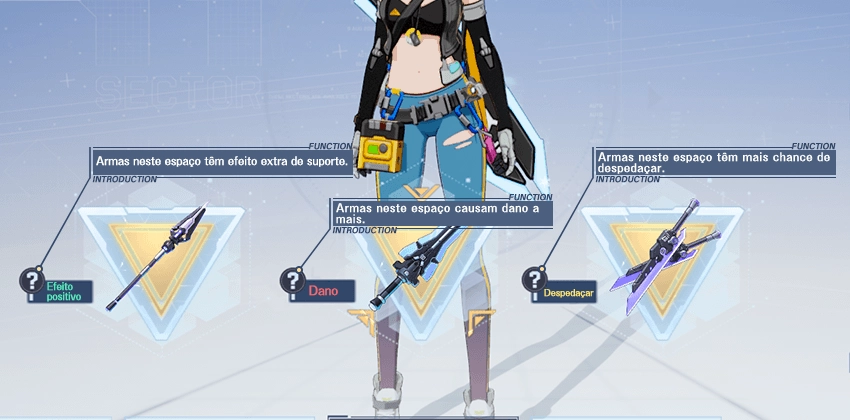 SECTOR
FUNCTION
Armas neste espaço têm efeito extra de suporte.
INTRODUCTION
FUNCTION
Armas neste espaço têm mais chance de
despedaçar.
INTRODUCTION
FUNCTION
Armas neste espaço causam dano a
mais.
INTRODUCTION
?
Efeito
positivo
?
Dano
?
Despedaçar